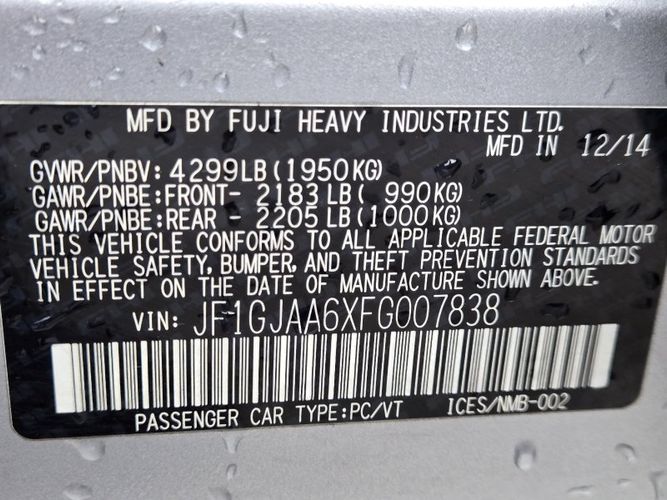 MFD BY FUJI HEAVY INDUSTRIES LTD.
MFD IN 12/14
GVWR/PNBV: 4299LB (1950KG)
GAWR/PNBE:FRONT- 2183 LB ( 990KG)
GAWR/PNBE:REAR - 2205 LB (1000KG)
THIS VEHICLE CONFORMS TO ALL APPLICABLE FEDERAL MOTOR
VEHICLE SAFETY, BUMPER, AND THEFT PREVENTION STANDARDS
IN EFFECT ON THE DATE OF MANUFACTURE SHOWN ABOVE.
VIN: JF1GJAA6XFG007838
PASSENGER CAR TYPE:PC/VT ICES/NMB-002